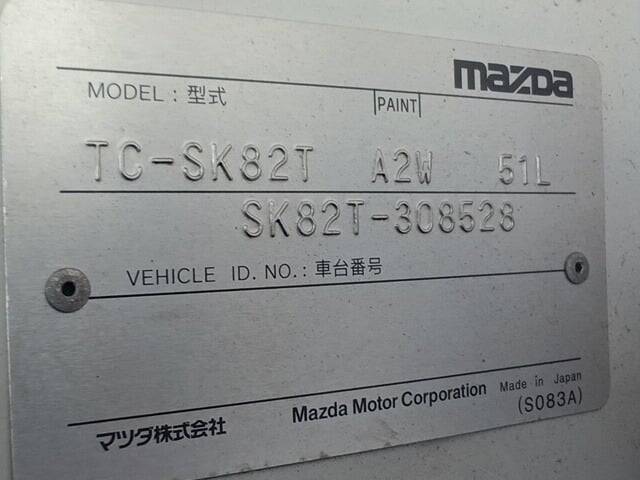 mazda
MODEL : 型式 PAINT
TC-SK82T A2W 51L
SK82T-308528
VEHICLE ID. NO. : 車台番号
マツダ株式会社 Mazda Motor Corporation Made in Japan
(S083A)